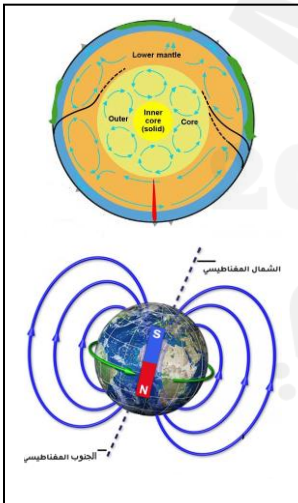 Lower mantle
Outer
Inner
core
(solid)
Core
الشمال المغناطيسي
S
N
الجنوب المغناطيسي